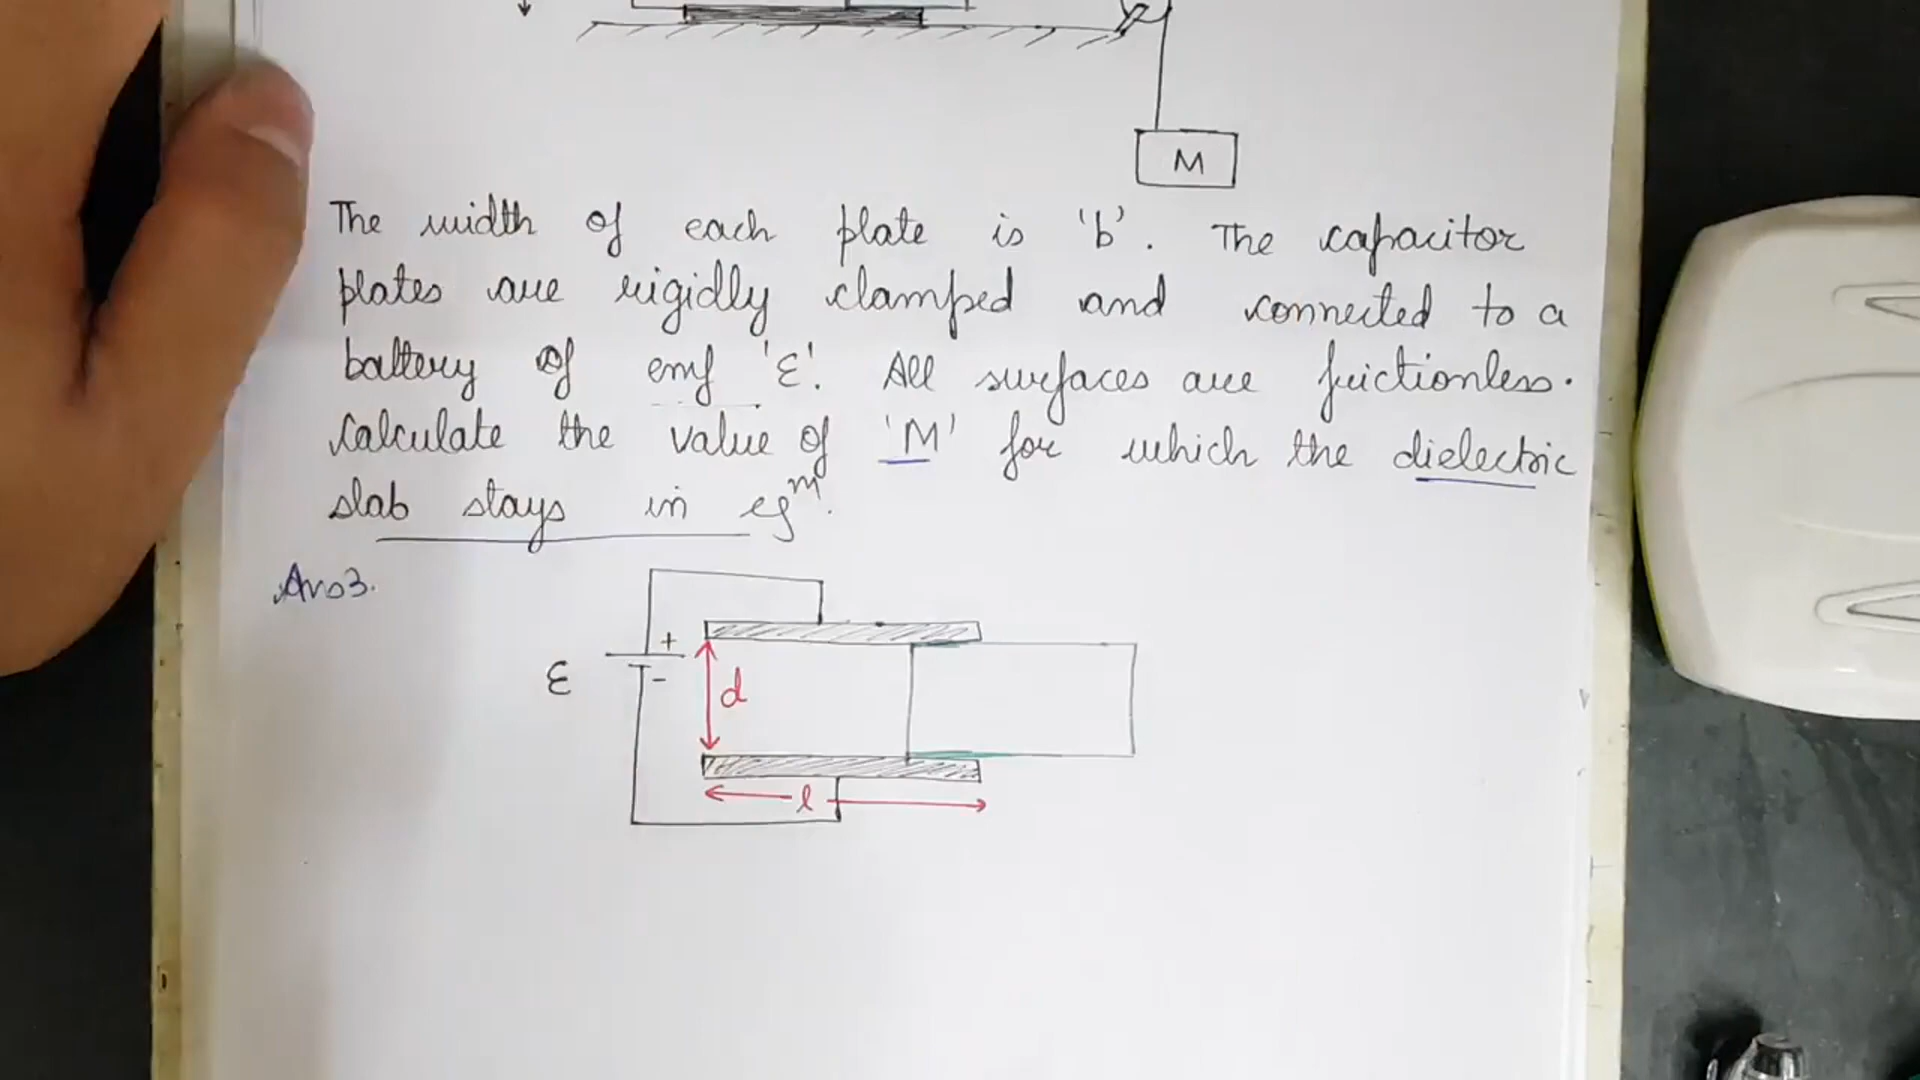 M
The width of each plate is 'b'. The capacitor
plates are rigidly clamped and connected to a
battery of emf 'ε'. All surfaces are frictionless.
Calculate the value of 'M' for which the dielectric
slab stays in eqᵐ.
Ans3.
+
ε
-
d
l